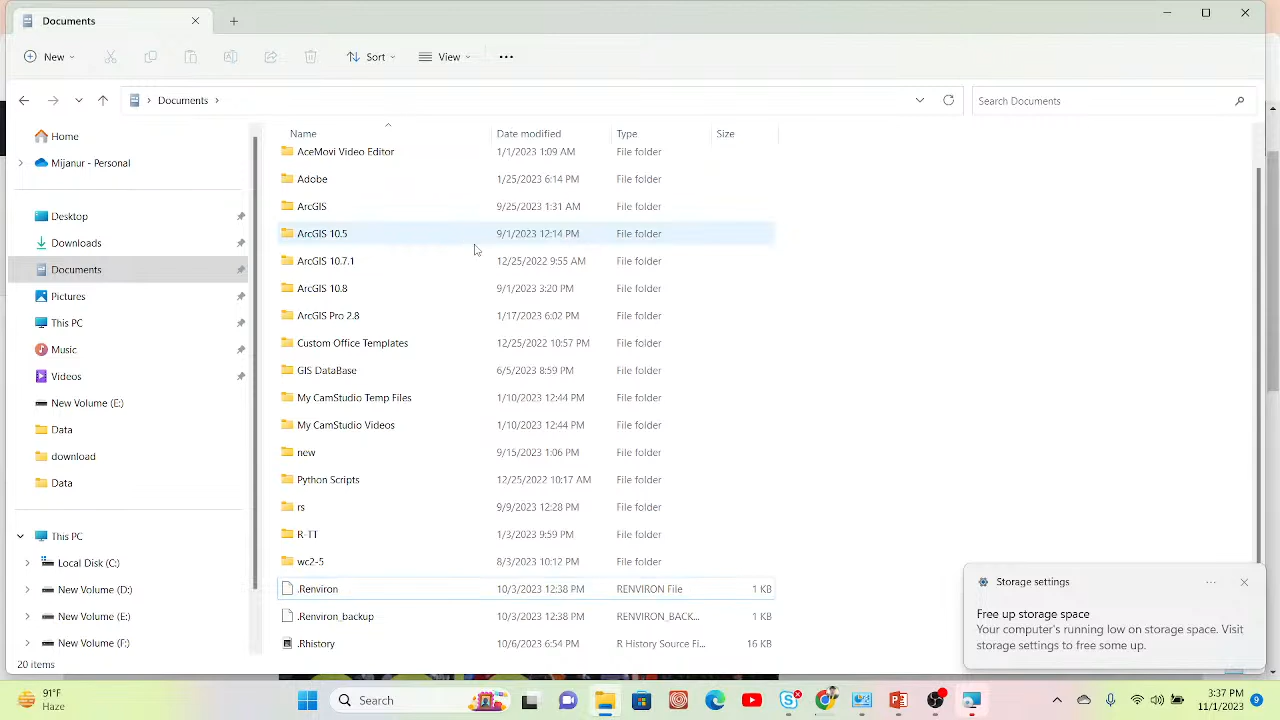 Documents
New
Sort
View
Documents
Search Documents
Home
Mijanur - Personal
Desktop
Downloads
Documents
Pictures
This PC
Music
Videos
New Volume (E:)
Data
download
Data
This PC
Local Disk (C:)
New Volume (D:)
New Volume (E:)
New Volume (F:)
Name Date modified Type Size
AceMovi Video Editor 1/1/2023 1:09 AM File folder
Adobe 1/25/2023 6:14 PM File folder
ArcGIS 9/25/2023 1:31 AM File folder
ArcGIS 10.5 9/1/2023 12:14 PM File folder
ArcGIS 10.7.1 12/25/2022 9:55 AM File folder
ArcGIS 10.8 9/1/2023 3:20 PM File folder
ArcGIS Pro 2.8 1/17/2023 6:02 PM File folder
Custom Office Templates 12/25/2022 10:57 PM File folder
GIS DataBase 6/5/2023 8:59 PM File folder
My CamStudio Temp Files 1/10/2023 12:44 PM File folder
My CamStudio Videos 1/10/2023 12:44 PM File folder
new 9/15/2023 1:06 PM File folder
Python Scripts 12/25/2022 10:17 AM File folder
rs 9/9/2023 12:28 PM File folder
R-TT 1/3/2023 9:59 PM File folder
wc2-5 8/3/2023 10:12 PM File folder
.Renviron 10/3/2023 12:38 PM RENVIRON File 1 KB
.Renviron_backup 10/3/2023 12:38 PM RENVIRON_BACK... 1 KB
.Rhistory 10/6/2023 6:54 PM R History Source Fi... 16 KB
Storage settings
Free up storage space
Your computer's running low on storage space. Visit
storage settings to free some up.
20 items
91°F
Haze
Search
3:37 PM
11/1/2023